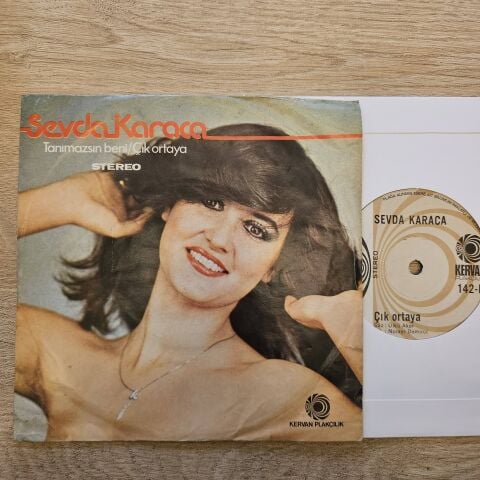 Sevda Karaca
Tanımazsın beni/Çık ortaya
STEREO
KERVAN PLAKÇILIK
SEVDA KARACA
STEREO
KERVAN
142-
Çık ortaya